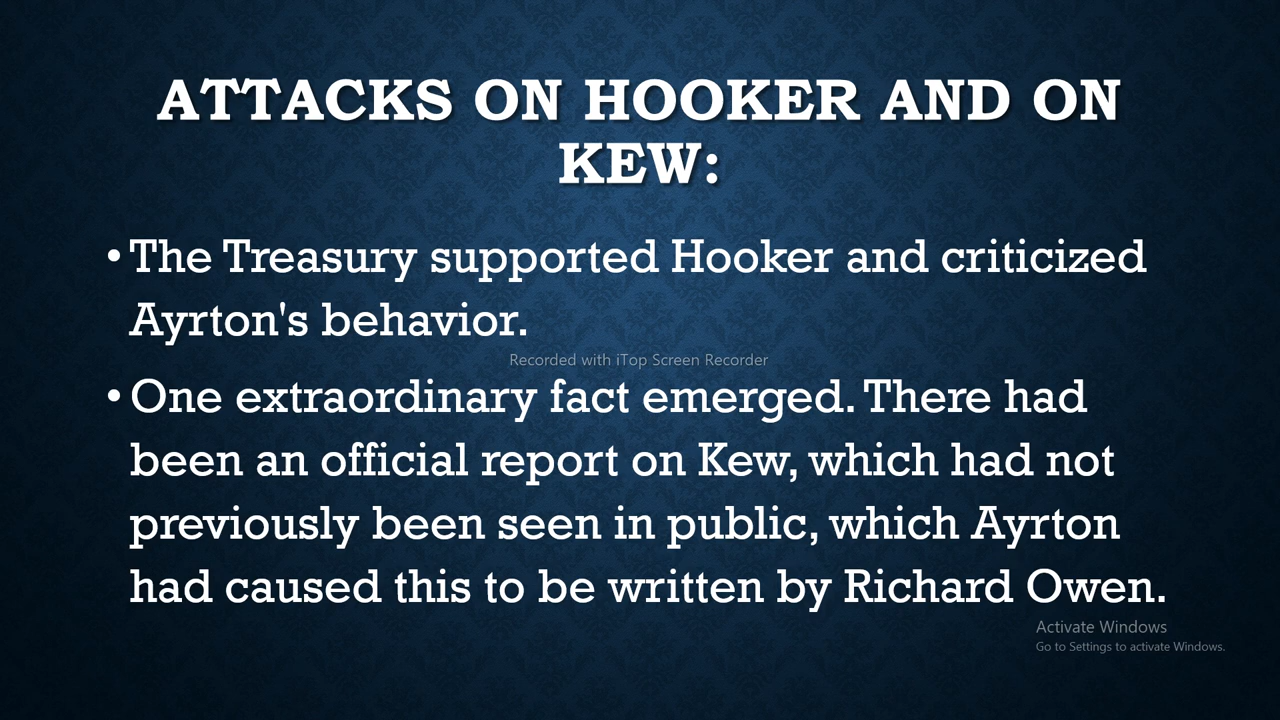 ATTACKS ON HOOKER AND ON
KEW:
• The Treasury supported Hooker and criticized
Ayrton's behavior.
Recorded with iTop Screen Recorder
• One extraordinary fact emerged. There had
been an official report on Kew, which had not
previously been seen in public, which Ayrton
had caused this to be written by Richard Owen.
Activate Windows
Go to Settings to activate Windows.